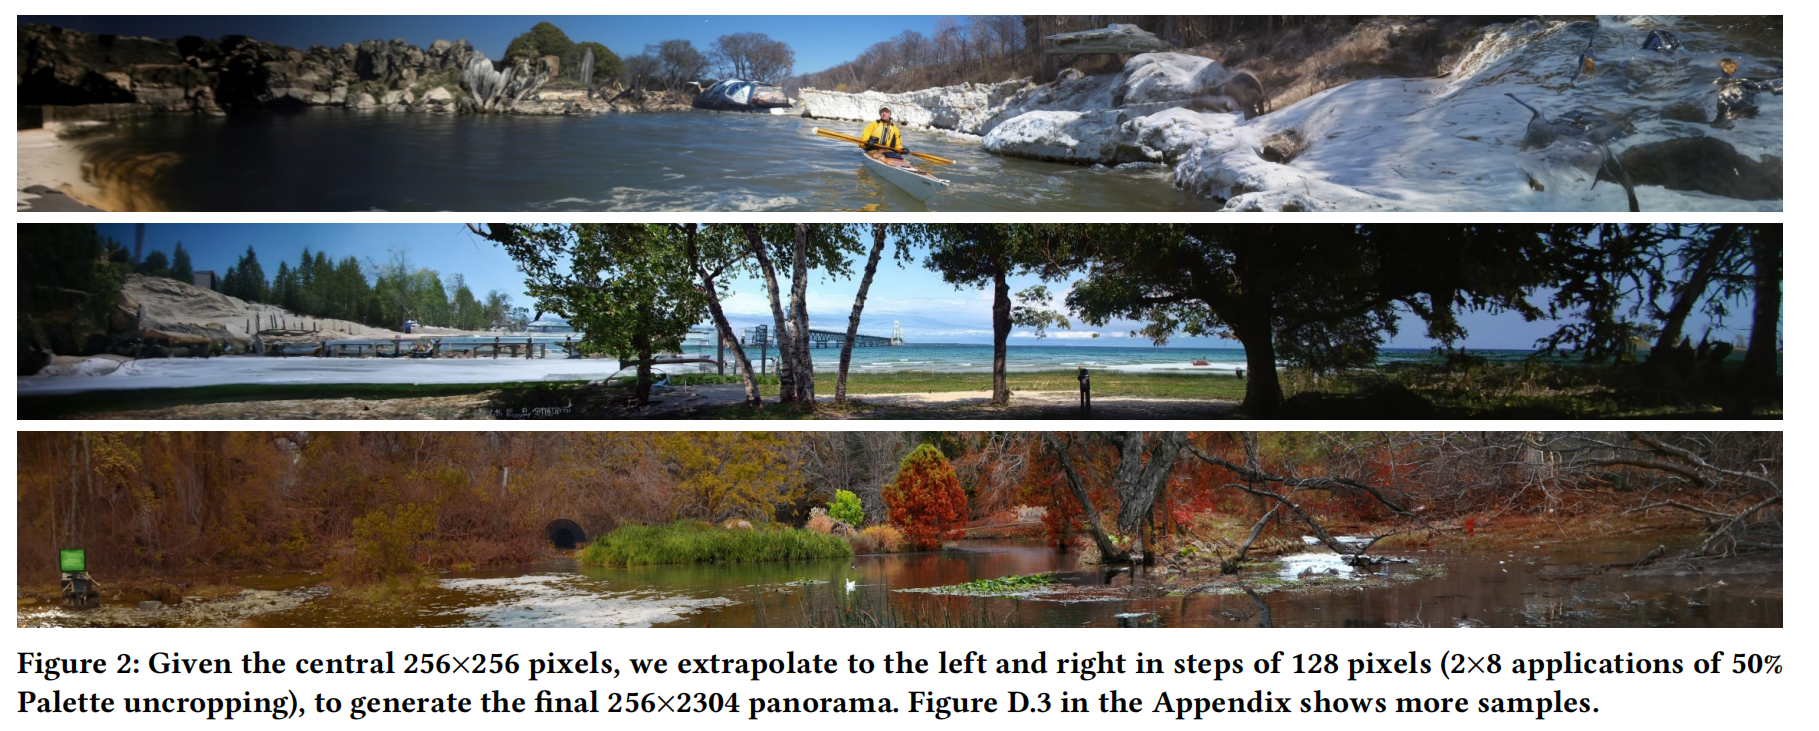 Figure 2: Given the central 256×256 pixels, we extrapolate to the left and right in steps of 128 pixels (2×8 applications of 50%
Palette uncropping), to generate the final 256×2304 panorama. Figure D.3 in the Appendix shows more samples.